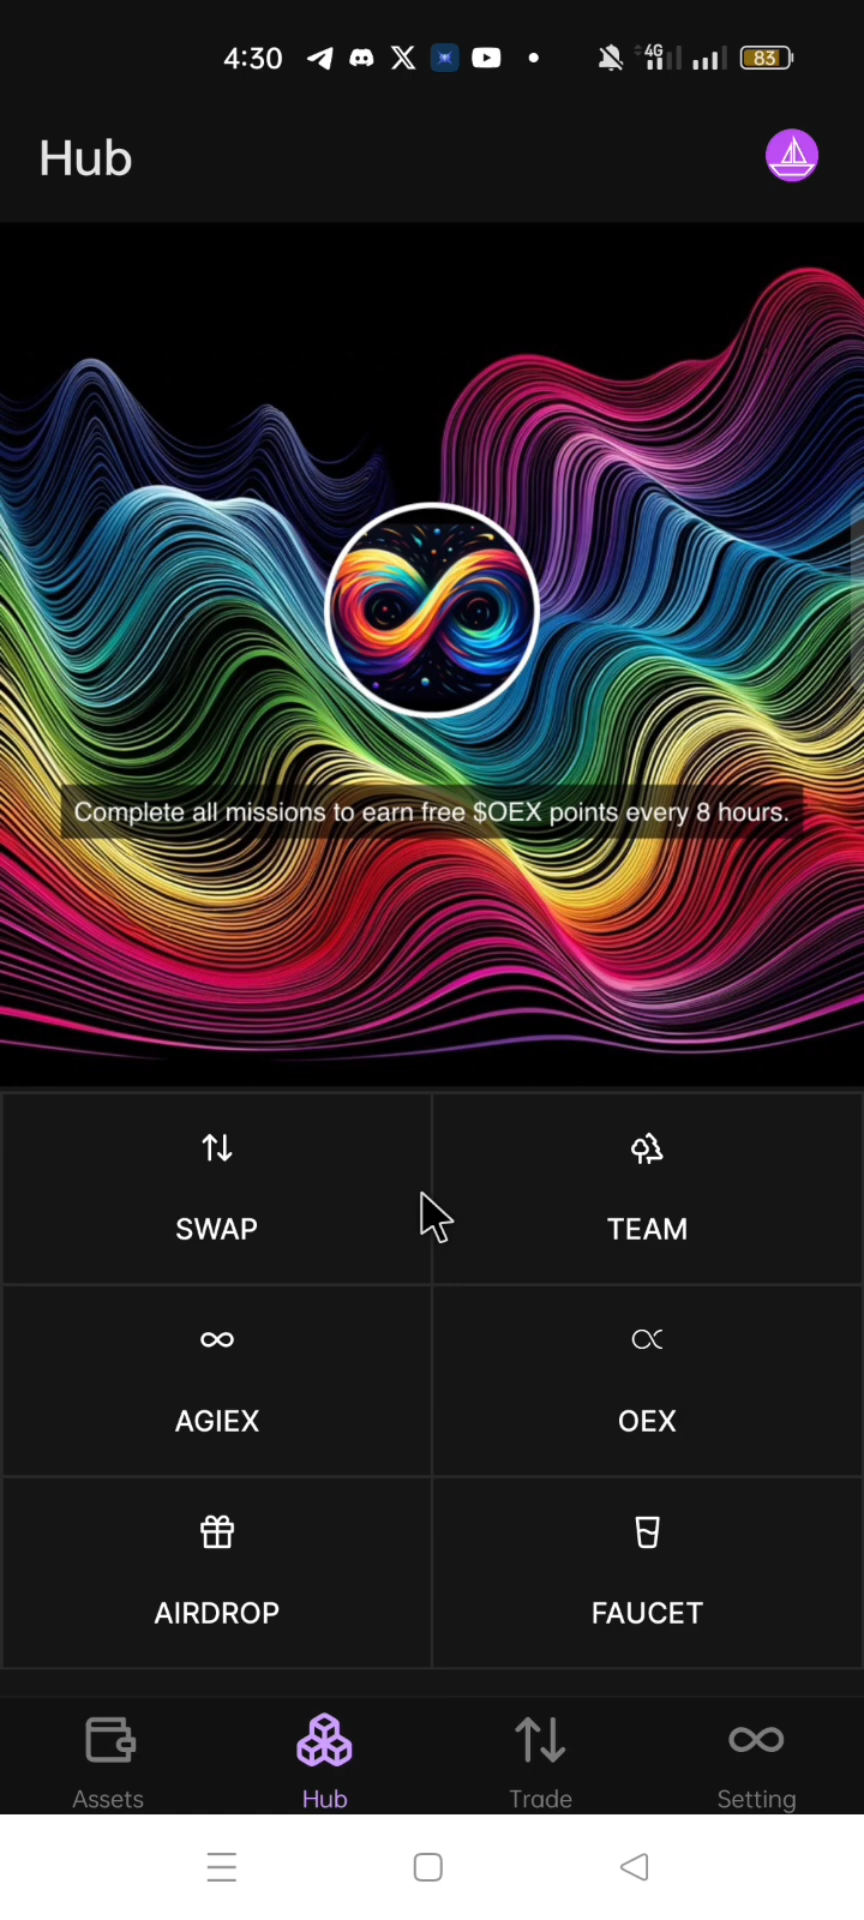 4:30 4G 83
Hub
Complete all missions to earn free $OEX points every 8 hours.
SWAP TEAM
AGIEX OEX
AIRDROP FAUCET
Assets Hub Trade Setting